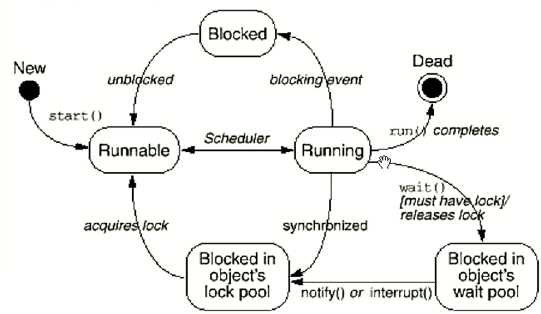 Blocked
New
Dead
unblocked
blocking event
start()
Scheduler
run() completes
Runnable
Running
wait()
[must have lock]/
releases lock
acquires lock
synchronized
Blocked in
object's
lock pool
Blocked in
object's
wait pool
notify() or interrupt()